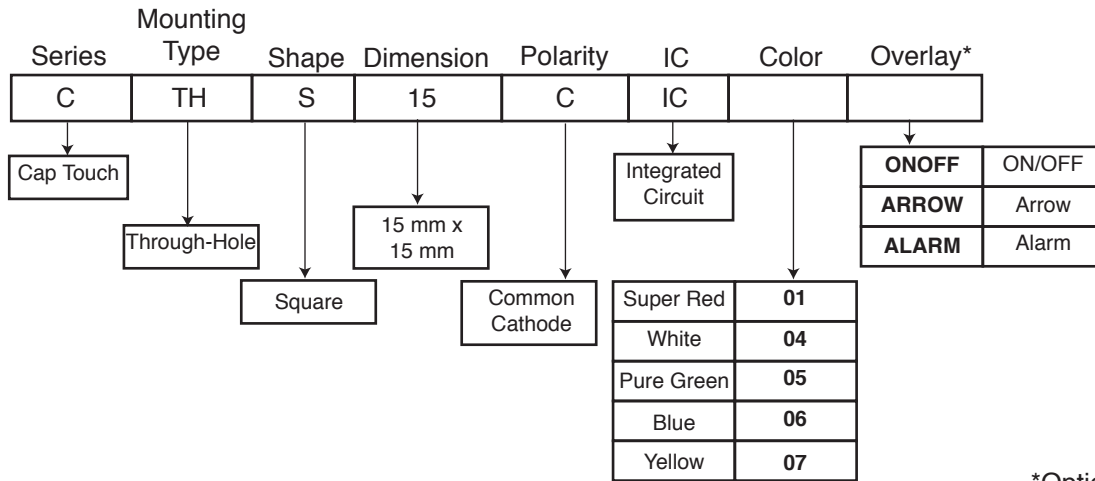 Mounting
Series Type Shape Dimension Polarity IC Color Overlay*
C TH S 15 C IC
Cap Touch
Through-Hole
Square
15 mm x
15 mm
Common
Cathode
Integrated
Circuit
Super Red 01
White 04
Pure Green 05
Blue 06
Yellow 07
ONOFF ON/OFF
ARROW Arrow
ALARM Alarm